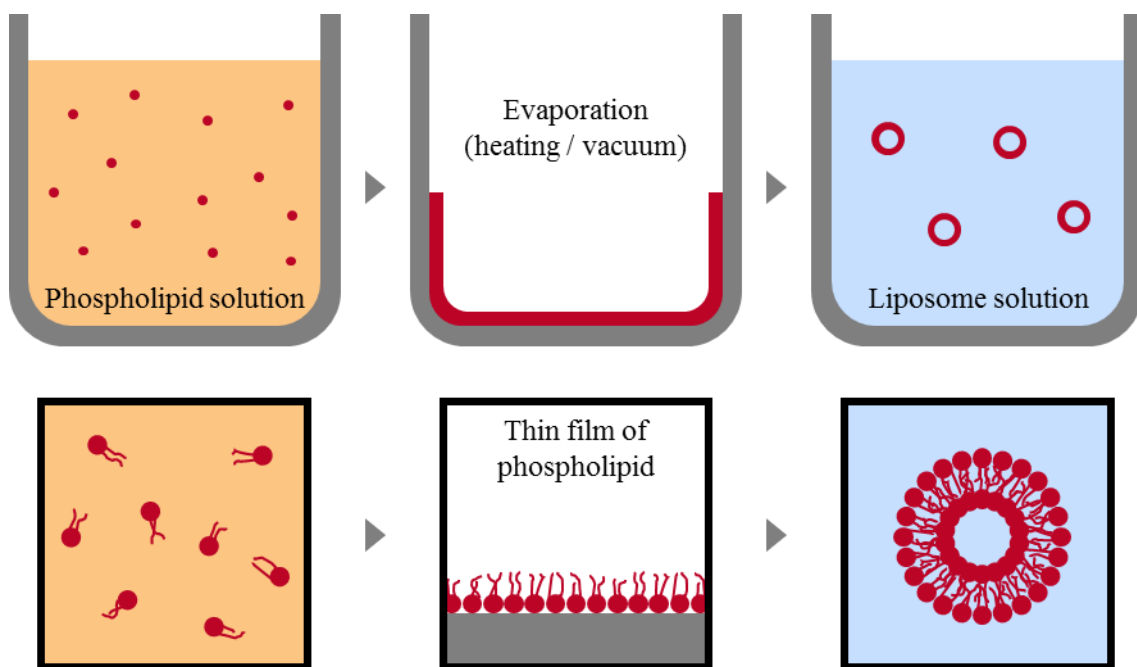 Phospholipid solution
Evaporation
(heating / vacuum)
Liposome solution
Thin film of
phospholipid